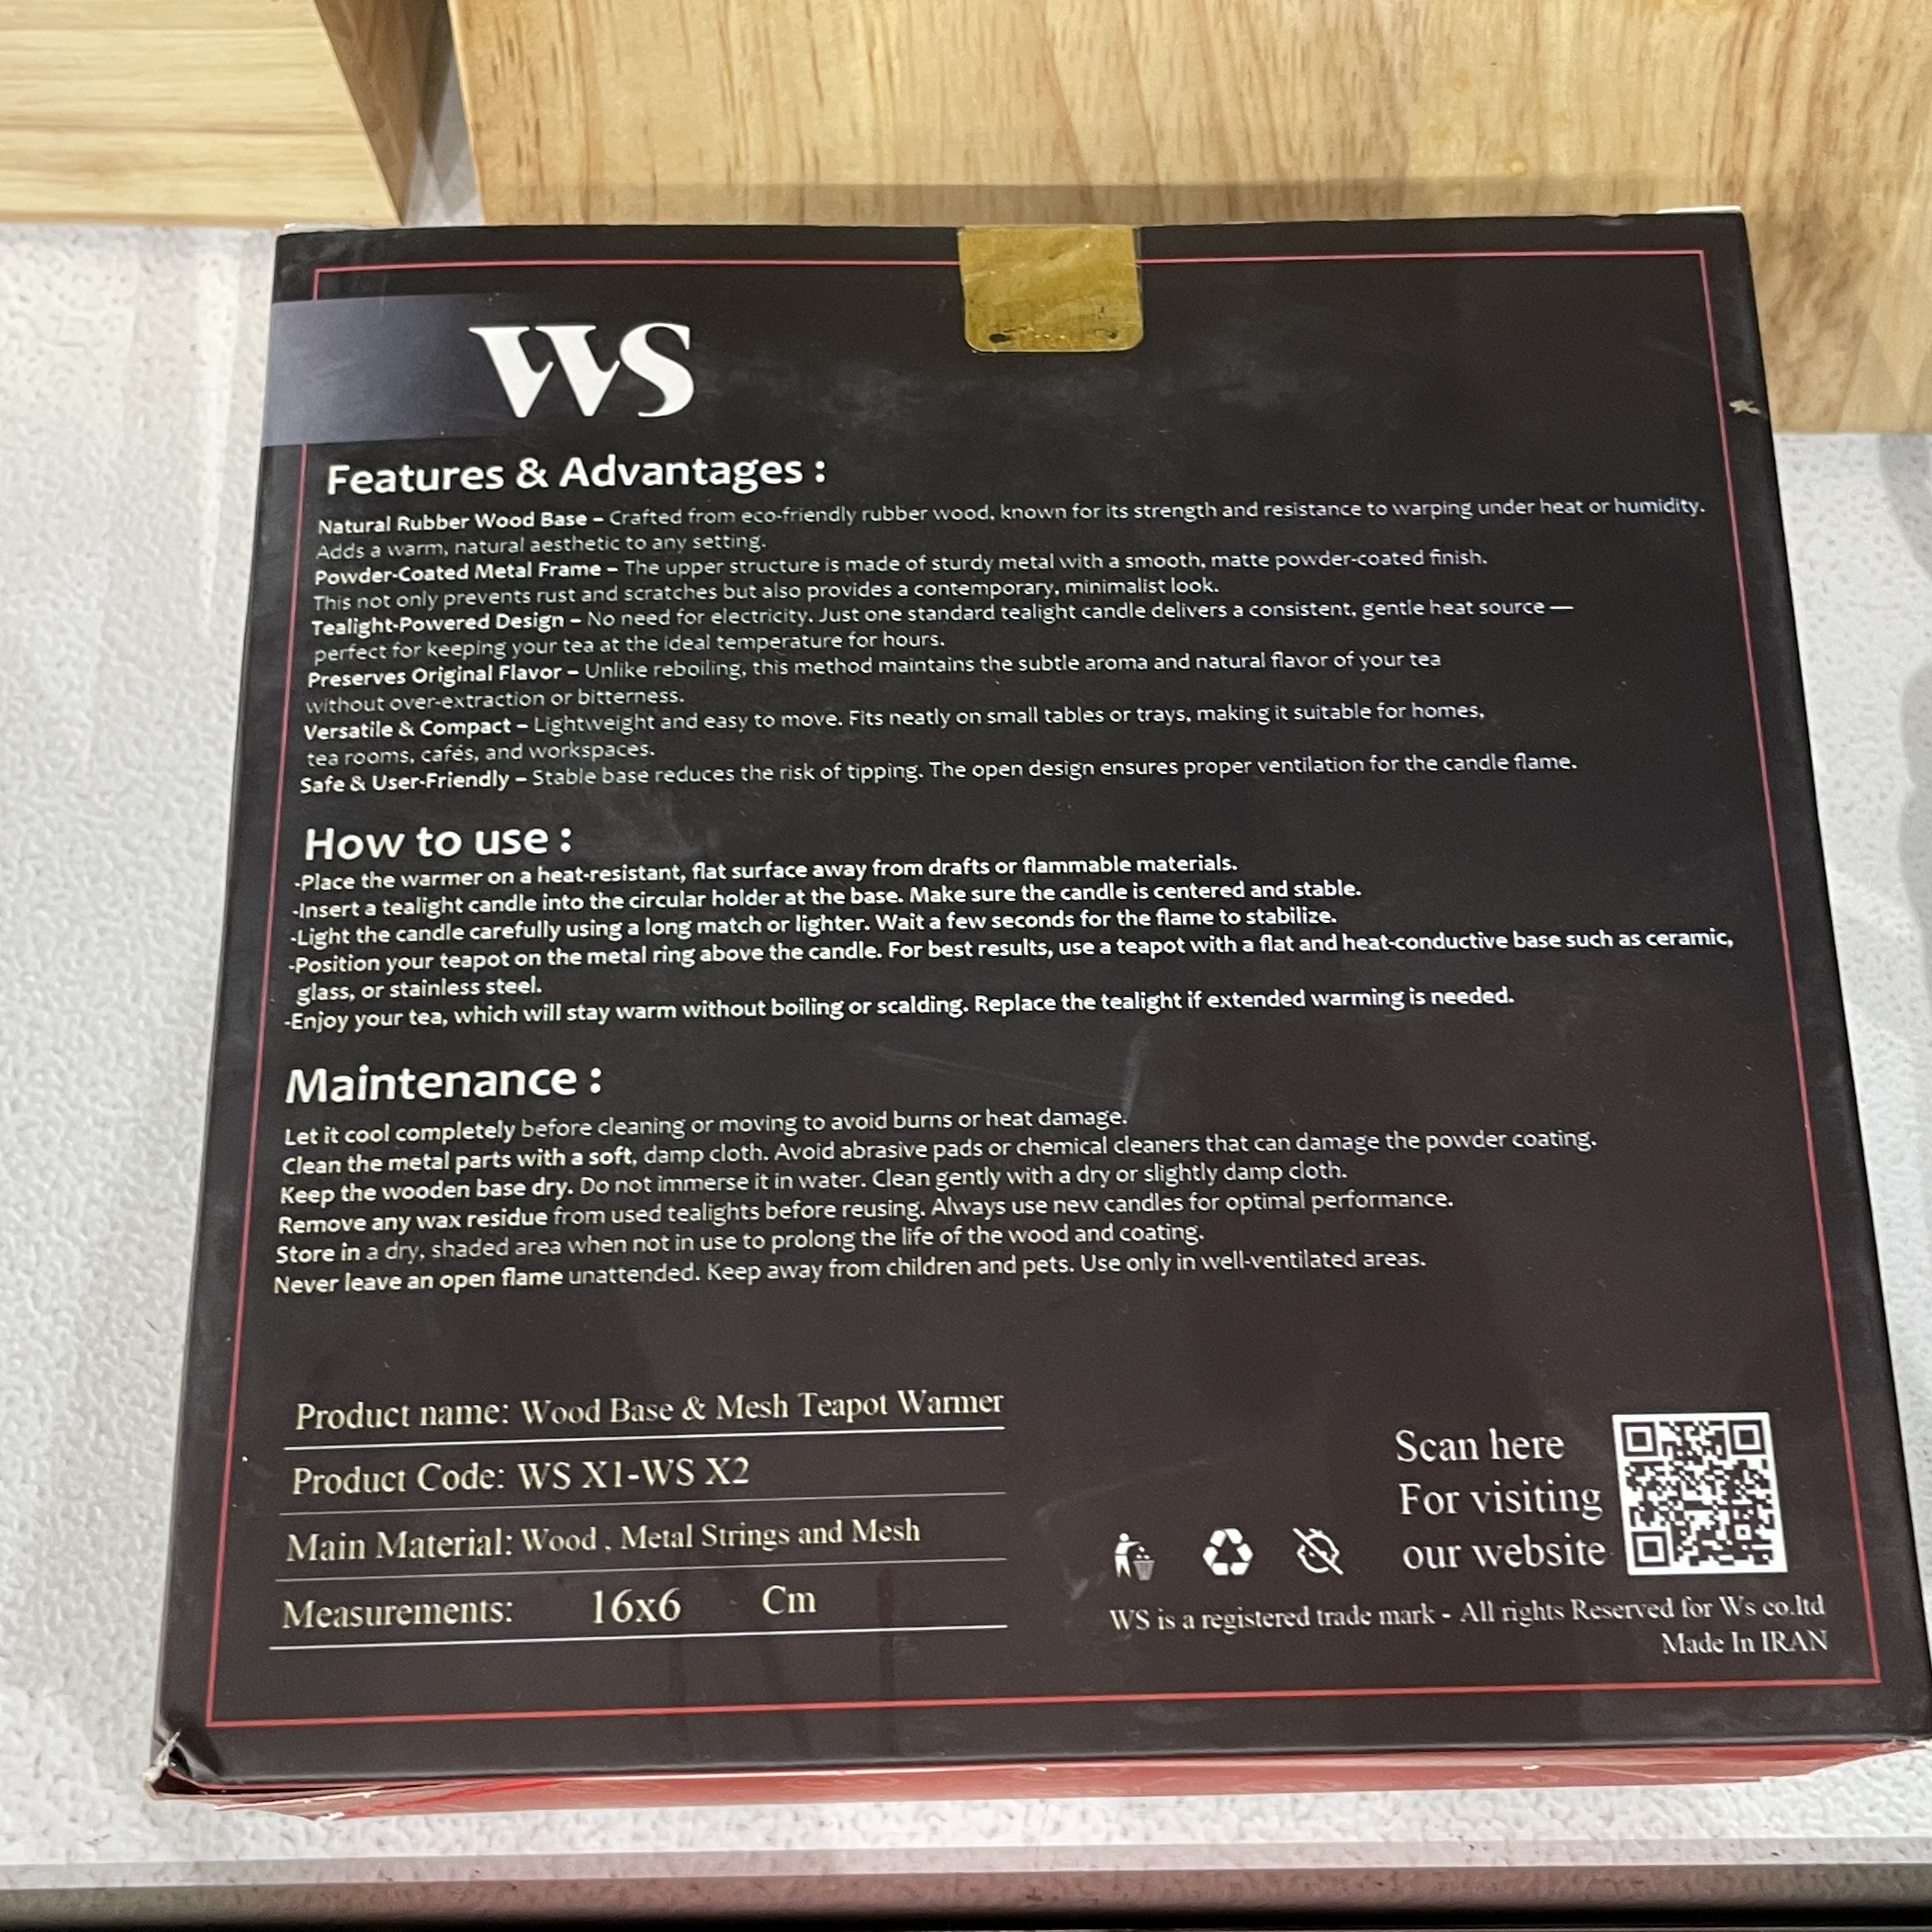 WS
Features & Advantages :
Natural Rubber Wood Base – Crafted from eco-friendly rubber wood, known for its strength and resistance to warping under heat or humidity.
Adds a warm, natural aesthetic to any setting.
Powder-Coated Metal Frame – The upper structure is made of sturdy metal with a smooth, matte powder-coated finish.
This not only prevents rust and scratches but also provides a contemporary, minimalist look.
Tealight-Powered Design – No need for electricity. Just one standard tealight candle delivers a consistent, gentle heat source —
perfect for keeping your tea at the ideal temperature for hours.
Preserves Original Flavor – Unlike reboiling, this method maintains the subtle aroma and natural flavor of your tea
without over-extraction or bitterness.
Versatile & Compact – Lightweight and easy to move. Fits neatly on small tables or trays, making it suitable for homes,
tea rooms, cafés, and workspaces.
Safe & User-Friendly – Stable base reduces the risk of tipping. The open design ensures proper ventilation for the candle flame.
How to use :
-Place the warmer on a heat-resistant, flat surface away from drafts or flammable materials.
-Insert a tealight candle into the circular holder at the base. Make sure the candle is centered and stable.
-Light the candle carefully using a long match or lighter. Wait a few seconds for the flame to stabilize.
-Position your teapot on the metal ring above the candle. For best results, use a teapot with a flat and heat-conductive base such as ceramic,
glass, or stainless steel.
-Enjoy your tea, which will stay warm without boiling or scalding. Replace the tealight if extended warming is needed.
Maintenance :
Let it cool completely before cleaning or moving to avoid burns or heat damage.
Clean the metal parts with a soft, damp cloth. Avoid abrasive pads or chemical cleaners that can damage the powder coating.
Keep the wooden base dry. Do not immerse it in water. Clean gently with a dry or slightly damp cloth.
Remove any wax residue from used tealights before reusing. Always use new candles for optimal performance.
Store in a dry, shaded area when not in use to prolong the life of the wood and coating.
Never leave an open flame unattended. Keep away from children and pets. Use only in well-ventilated areas.
Product name: Wood Base & Mesh Teapot Warmer
Product Code: WS X1-WS X2
Main Material: Wood , Metal Strings and Mesh
Measurements: 16x6 Cm
Scan here
For visiting
our website
WS is a registered trade mark - All rights Reserved for Ws co.ltd
Made In IRAN